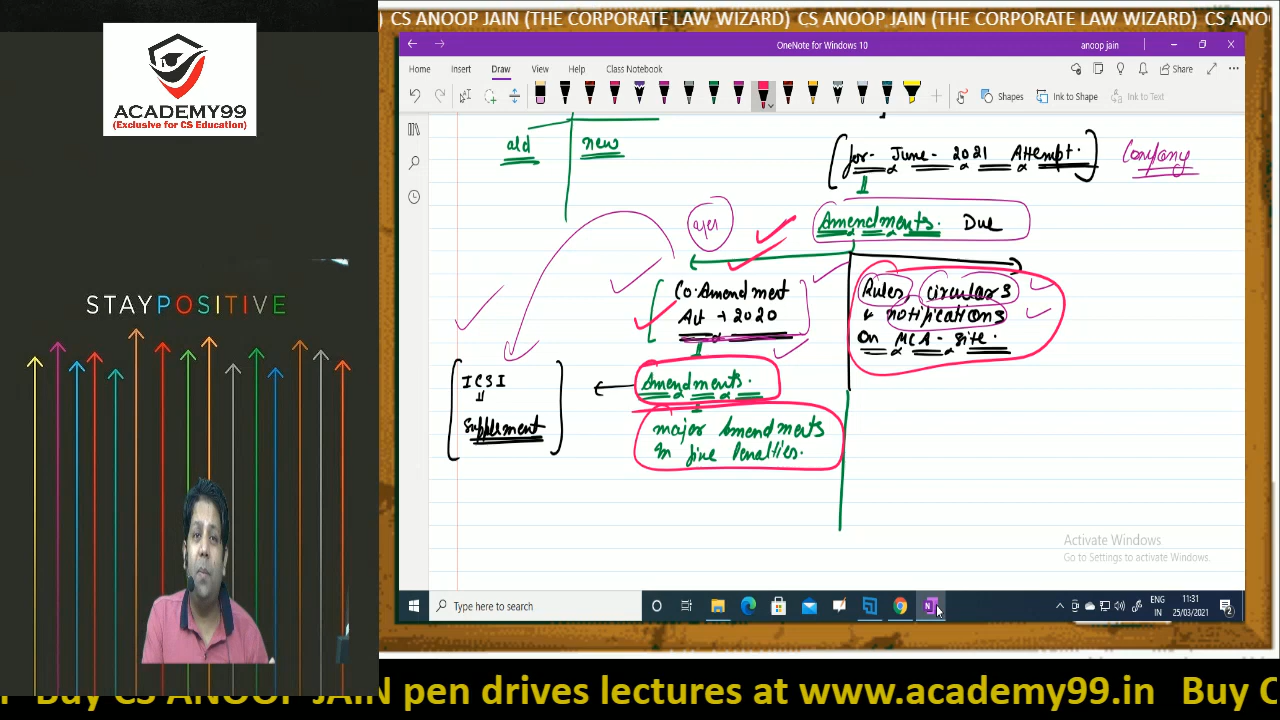 CS ANOOP JAIN (THE CORPORATE LAW WIZARD) CS ANOOP JAIN (THE CORPORATE LAW WIZARD) CS ANO
ACADEMY99
(Exclusive for CS Education)
STAYPOSITIVE
OneNote for Windows 10
anoop jain
Home Insert Draw View Help Class Notebook
Share
Shapes Ink to Shape Ink to Text
old new
for June 2021 Attempt.
Company
Amendments. Due
Co. Amendment
Act → 2020
Rules circulars
& notifications
On MCA - site.
Amendments.
ICSI
Supplement
major Amendments
In fine Penalties.
Activate Windows
Go to Settings to activate Windows.
Type here to search
ENG
IN
11:31
25/03/2021
2
Buy CS ANOOP JAIN pen drives lectures at www.academy99.in Buy C